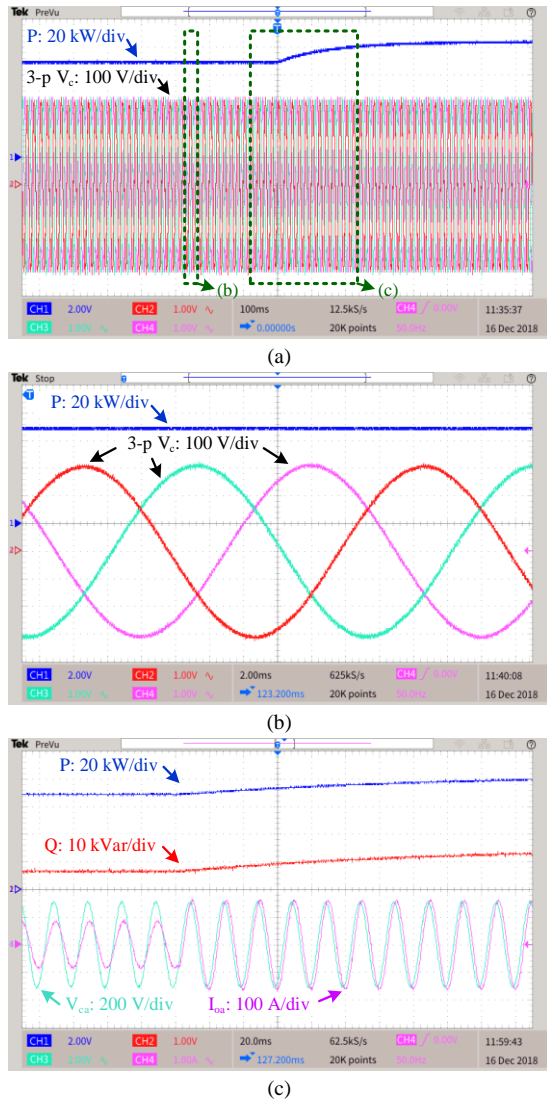 Tek PreVu
P: 20 kW/div
3-p Vc: 100 V/div
1
2
(b)
(c)
CH1 2.00V CH2 1.00V 100ms 12.5kS/s CH4 0.00V 11:35:37
CH3 1.00V CH4 1.00V 0.00000s 20K points 50.0Hz 16 Dec 2018
(a)
Tek Stop
P: 20 kW/div
3-p Vc: 100 V/div
1
2
CH1 2.00V CH2 1.00V 2.00ms 625kS/s CH4 0.00V 11:40:08
CH3 1.00V CH4 1.00V 123.200ms 20K points 50.0Hz 16 Dec 2018
(b)
Tek PreVu
P: 20 kW/div
Q: 10 kVar/div
2
Vca: 200 V/div Ioa: 100 A/div
CH1 2.00V CH2 1.00V 20.0ms 62.5kS/s CH4 0.00V 11:59:43
CH3 2.00V CH4 1.00A 127.200ms 20K points 50.0Hz 16 Dec 2018
(c)